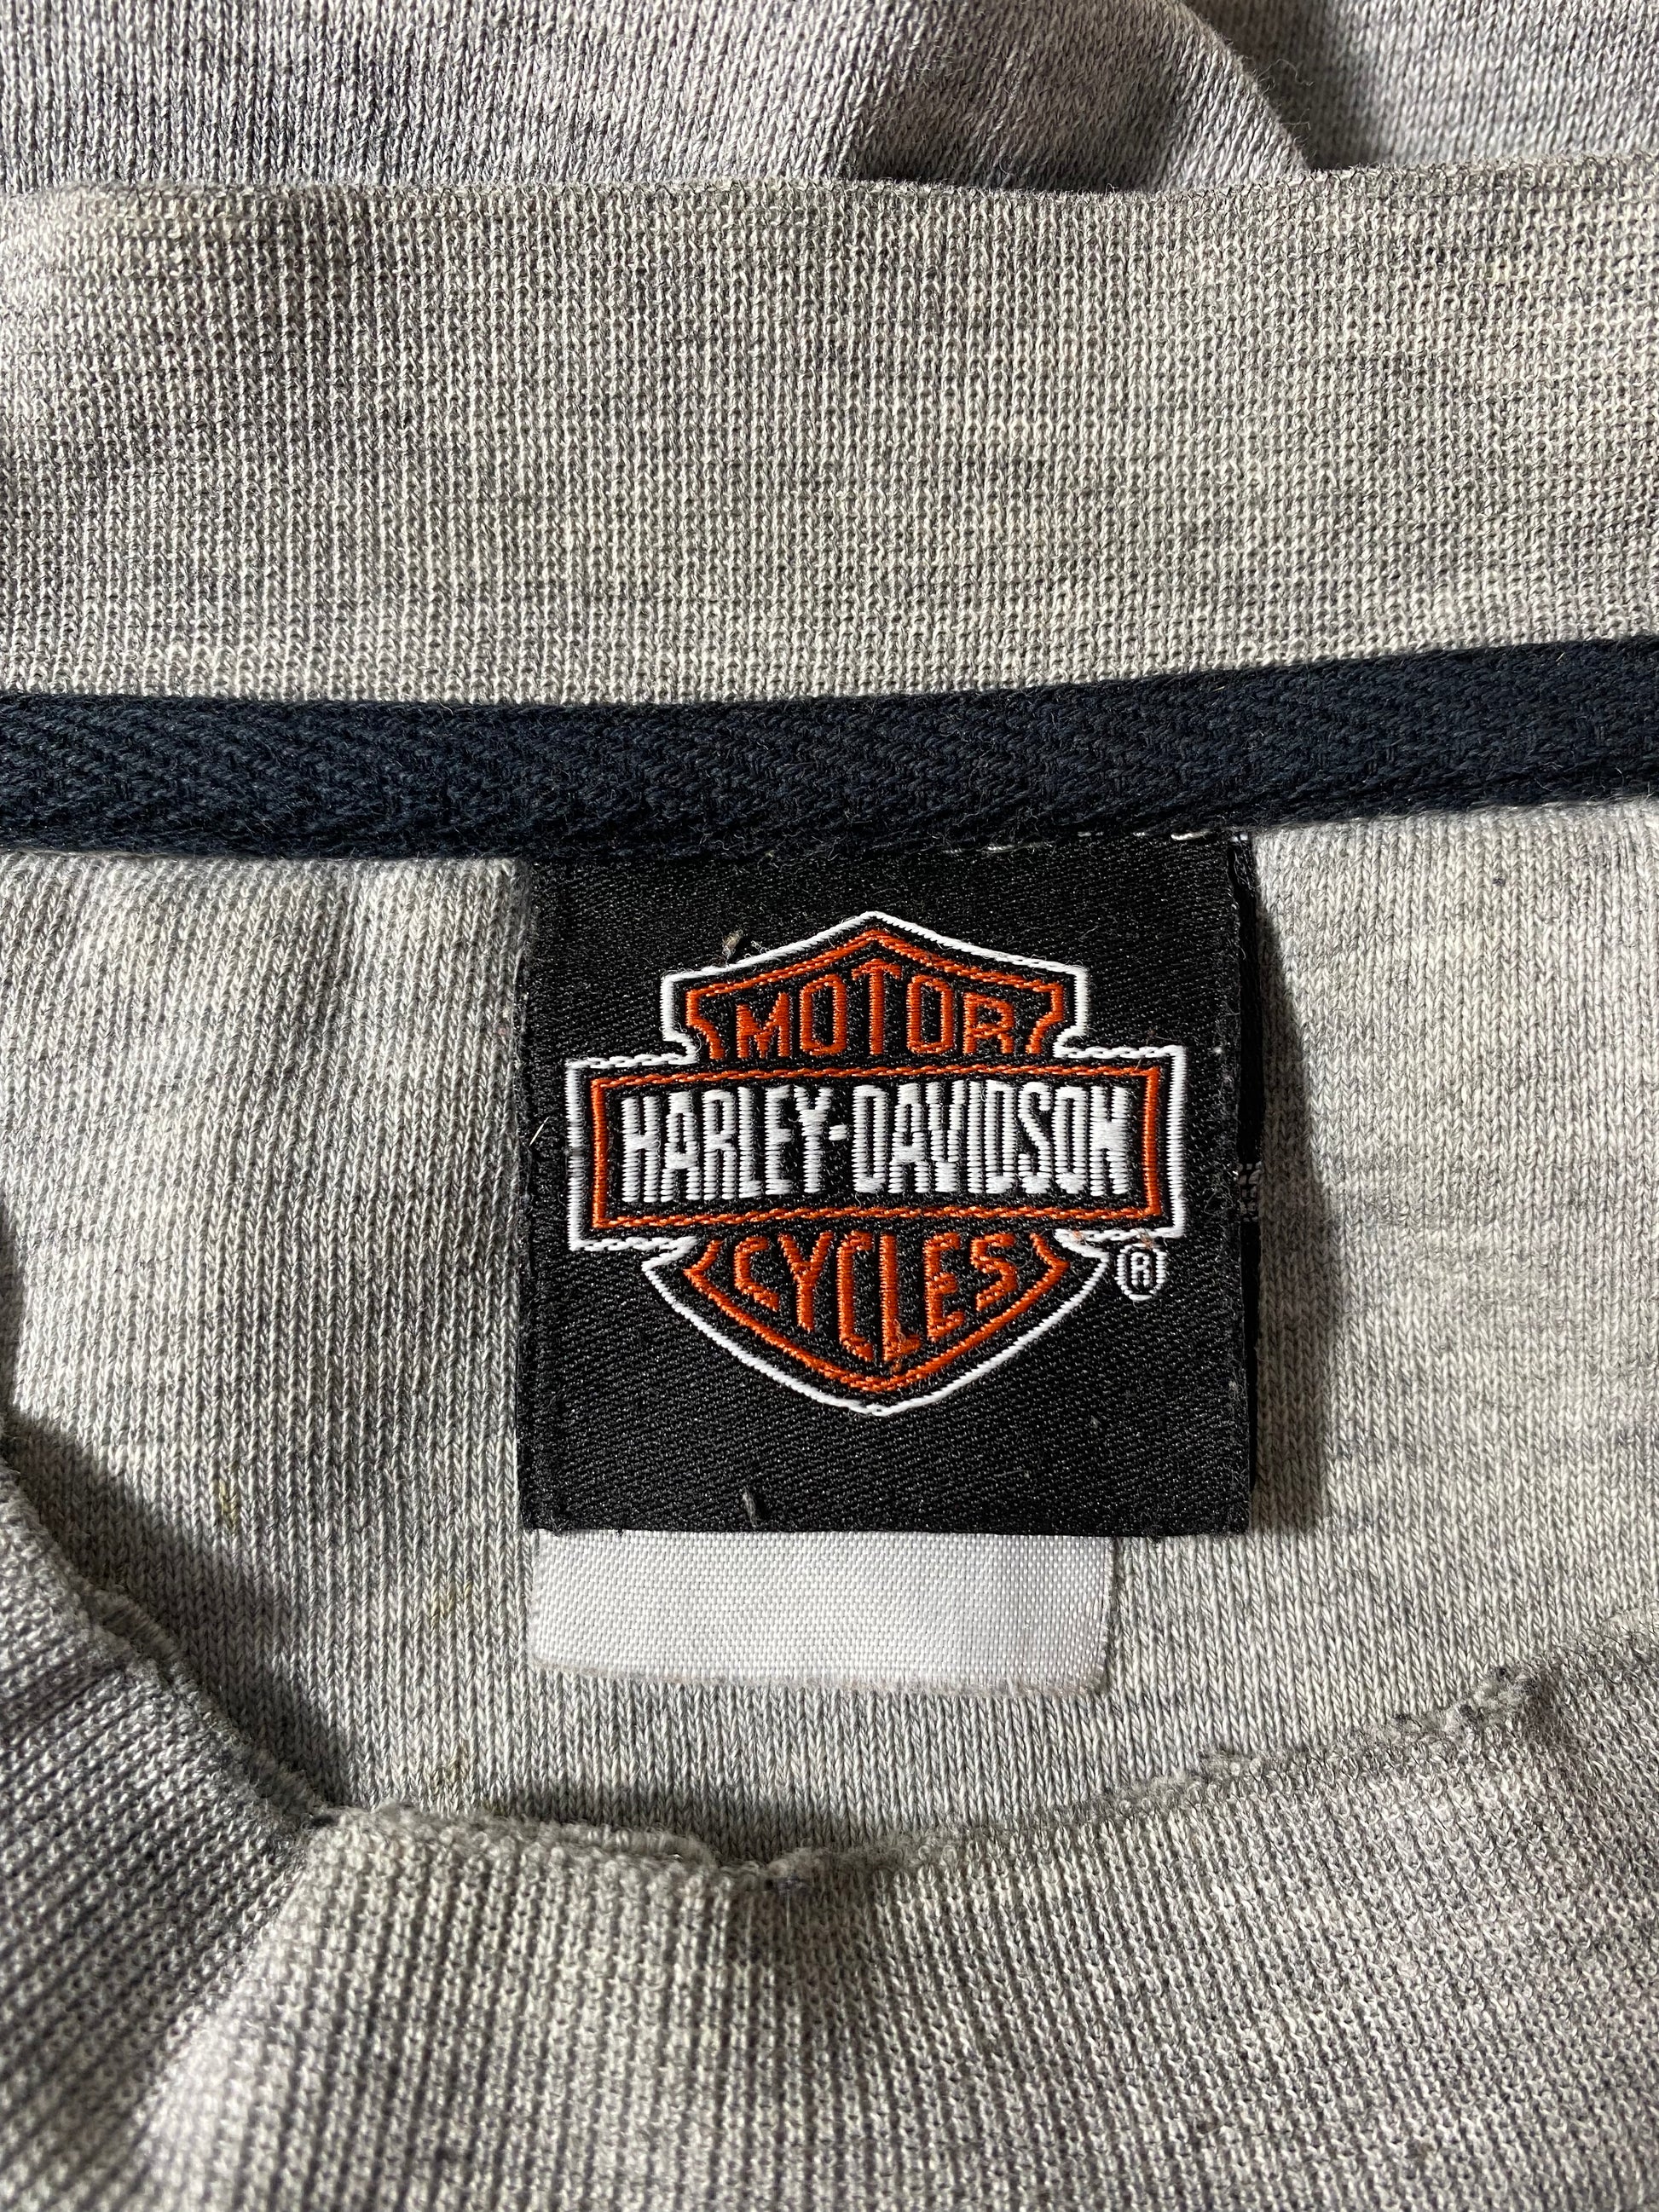 MOTOR
HARLEY-DAVIDSON
CYCLES
®